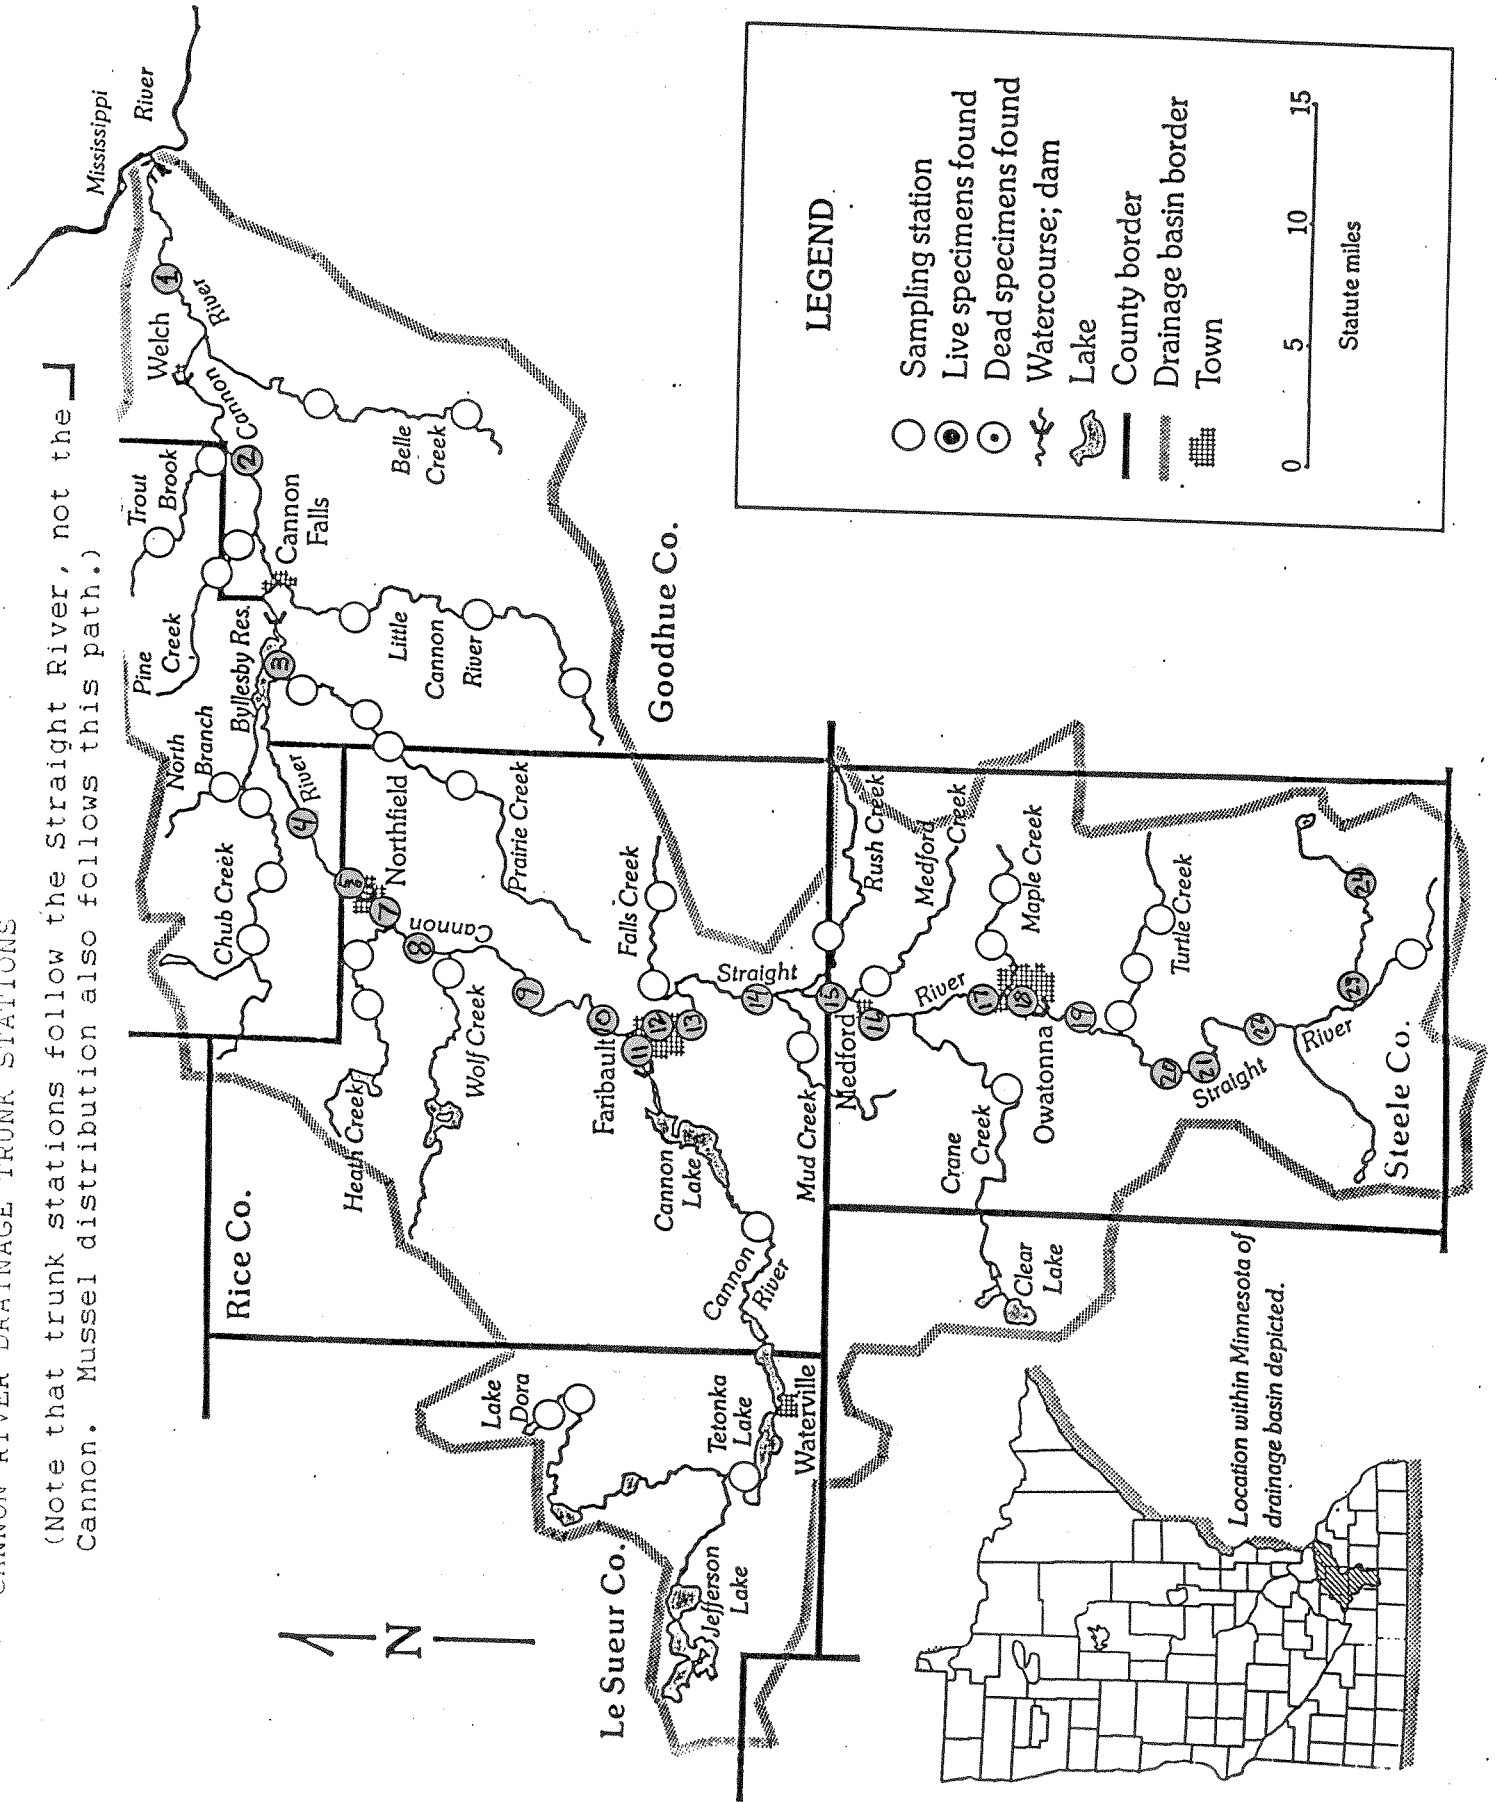 CANNON RIVER DRAINAGE TRUNK STATIONS
(Note that trunk stations follow the Straight River, not the
Cannon. Mussel distribution also follows this path.)
Mississippi
River
1
Welch
River
Cannon
2
Trout
Brook
Belle
Creek
Cannon
Falls
Pine
Creek
Byllesby Res.
3
Little
Cannon
River
North
Branch
River
4
Chub Creek
Northfield
7
8
Cannon
Prairie Creek
Goodhue Co.
Heath Creek
Wolf Creek
9
10
Faribault
11
12
13
Falls Creek
Straight
14
Rice Co.
Cannon
Lake
Mud Creek
Cannon
River
Lake
Dora
Tetonka
Lake
Waterville
Le Sueur Co.
Jefferson
Lake
N
15
Medford
16
Rush Creek
Medford
Creek
River
17
18
Maple Creek
Owatonna
19
Crane
Creek
Clear
Lake
Turtle Creek
20
21
Straight
22
River
23
24
Steele Co.
Location within Minnesota of
drainage basin depicted.
LEGEND
Sampling station
Live specimens found
Dead specimens found
Watercourse; dam
Lake
County border
Drainage basin border
Town
0
5
10
15
Statute miles